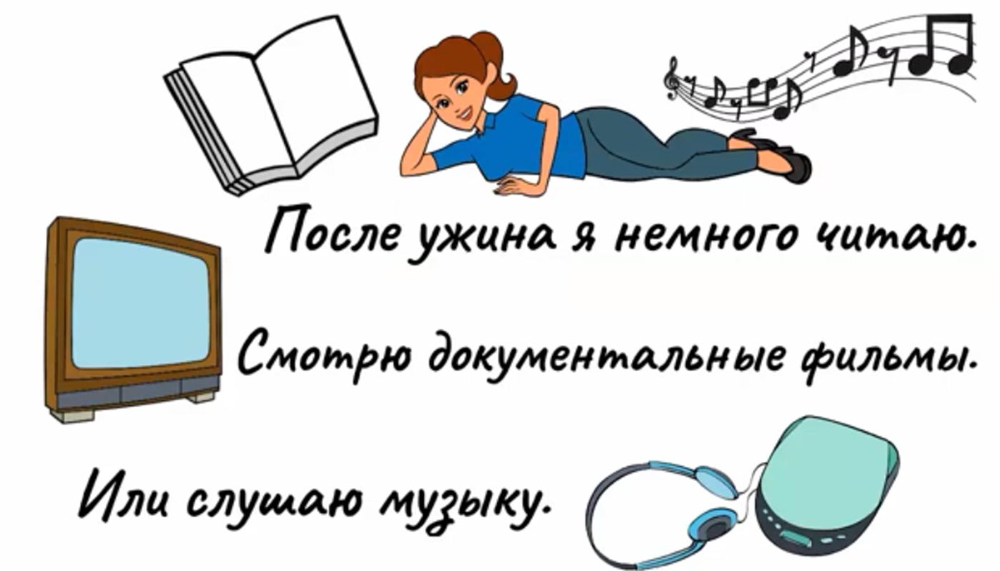 После ужина я немного читаю.
Смотрю документальные фильмы.
Или слушаю музыку.